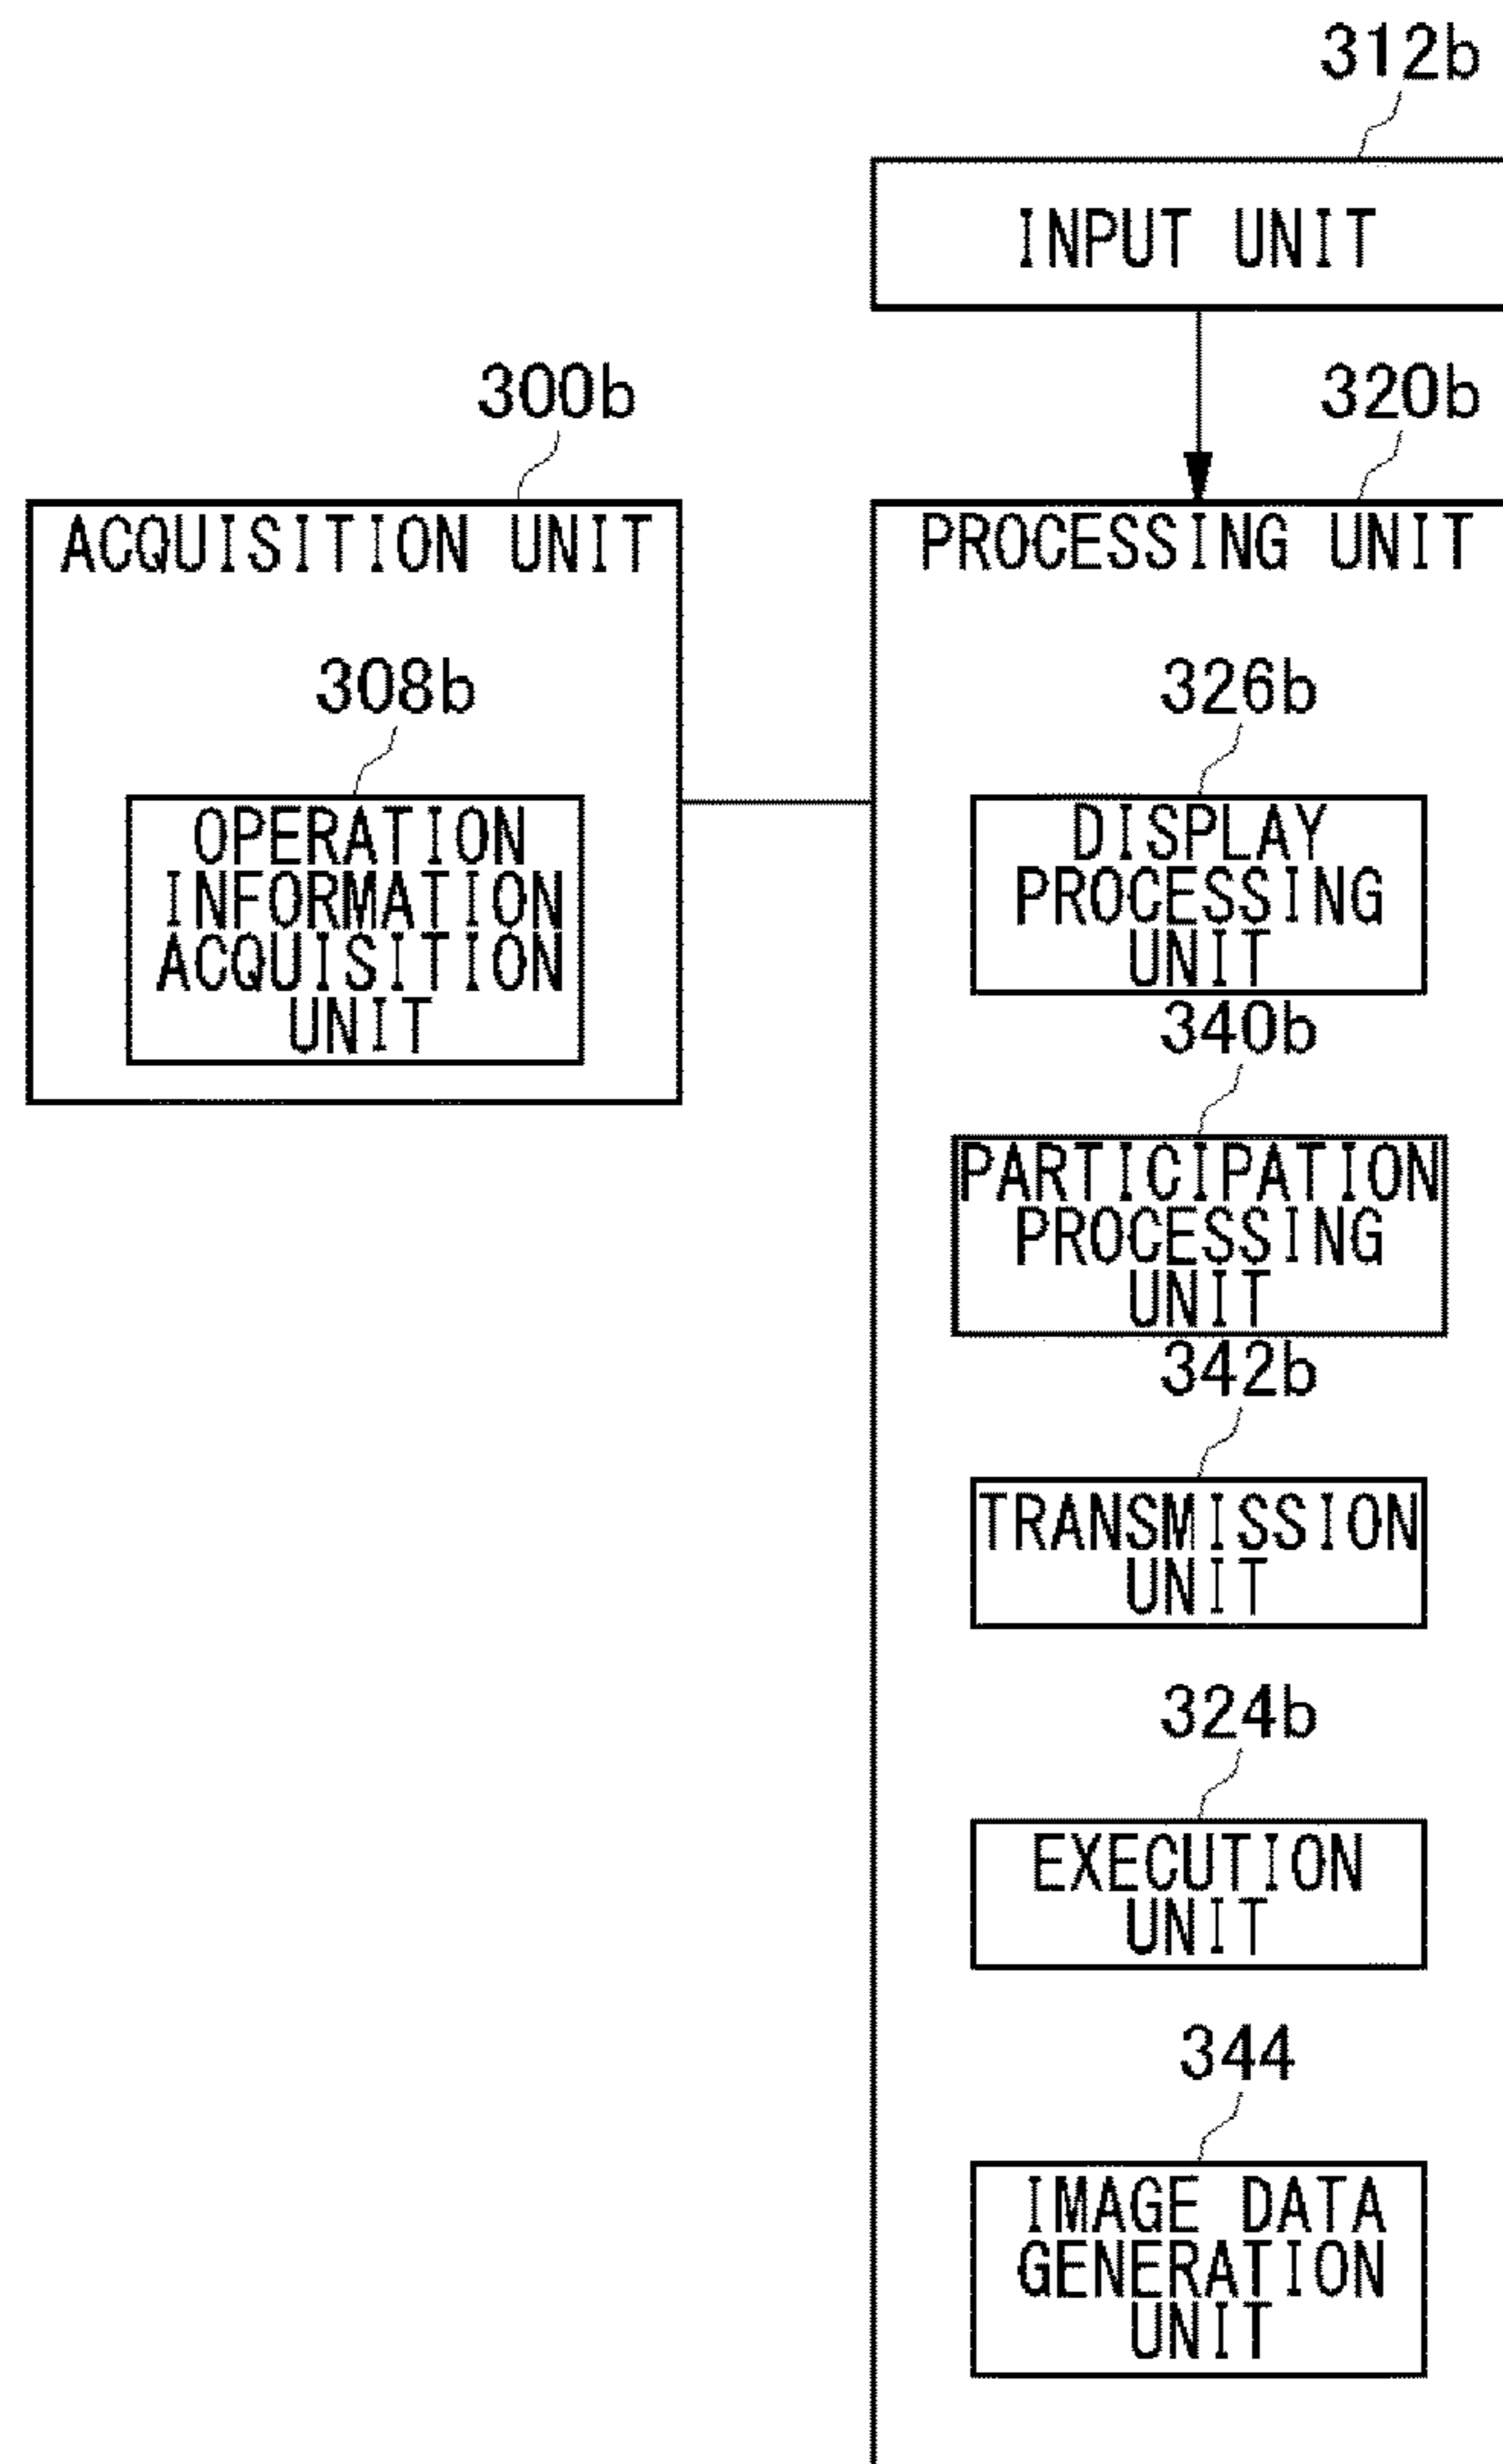 312b
INPUT UNIT
300b
320b
ACQUISITION UNIT
PROCESSING UNIT
308b
326b
OPERATION
INFORMATION
ACQUISITION
UNIT
DISPLAY
PROCESSING
UNIT
340b
PARTICIPATION
PROCESSING
UNIT
342b
TRANSMISSION
UNIT
324b
EXECUTION
UNIT
344
IMAGE DATA
GENERATION
UNIT